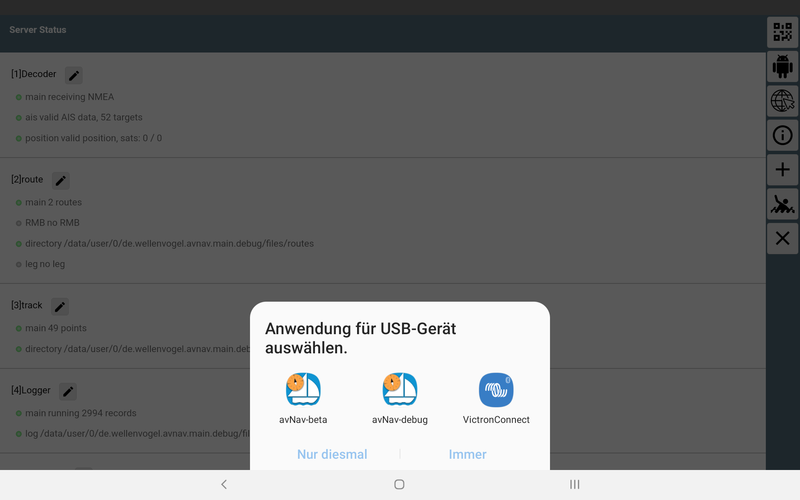 Server Status
[1]Decoder
main receiving NMEA
ais valid AIS data, 52 targets
position valid position, sats: 0 / 0
[2]route
main 2 routes
RMB no RMB
directory /data/user/0/de.wellenvogel.avnav.main.debug/files/routes
leg no leg
[3]track
main 49 points
directory /data/user/0/de.wellenvogel.avnav.main.deb
[4]Logger
main running 2994 records
log /data/user/0/de.wellenvogel.avnav.main.debug/fil
Anwendung für USB-Gerät
auswählen.
avNav-beta
avNav-debug
VictronConnect
Nur diesmal
Immer